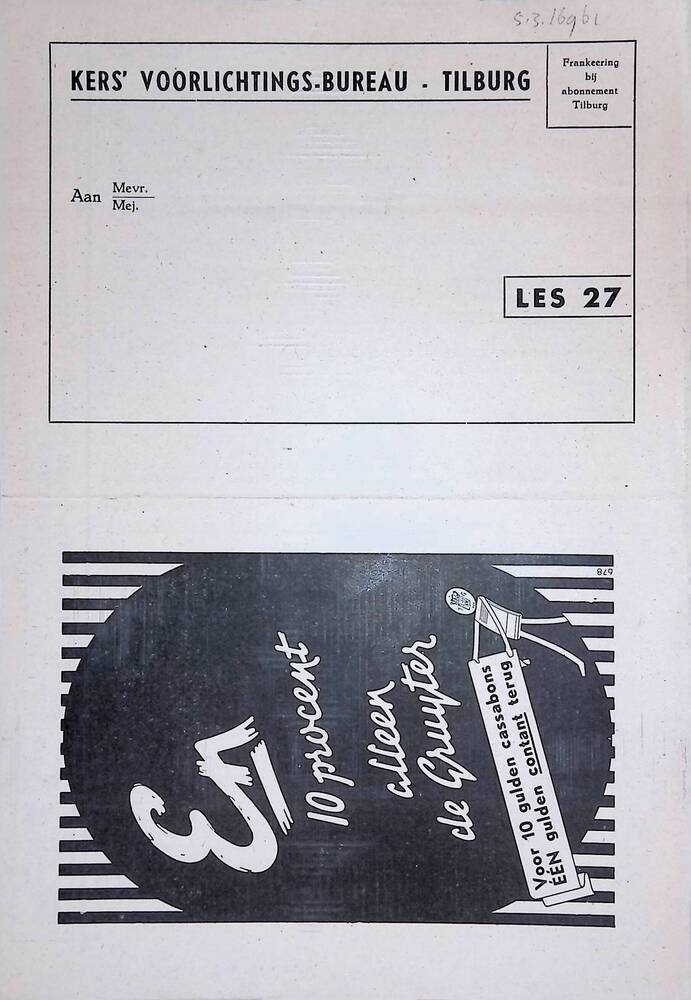 S.3.169b1
KERS' VOORLICHTINGS-BUREAU - TILBURG
Frankeering
bij
abonnement
Tilburg
Aan Mevr.
Mej.
LES 27
678
En
10 procent
alleen
de Gruyter
Voor 10 gulden cassabons
ÉÉN gulden contant terug